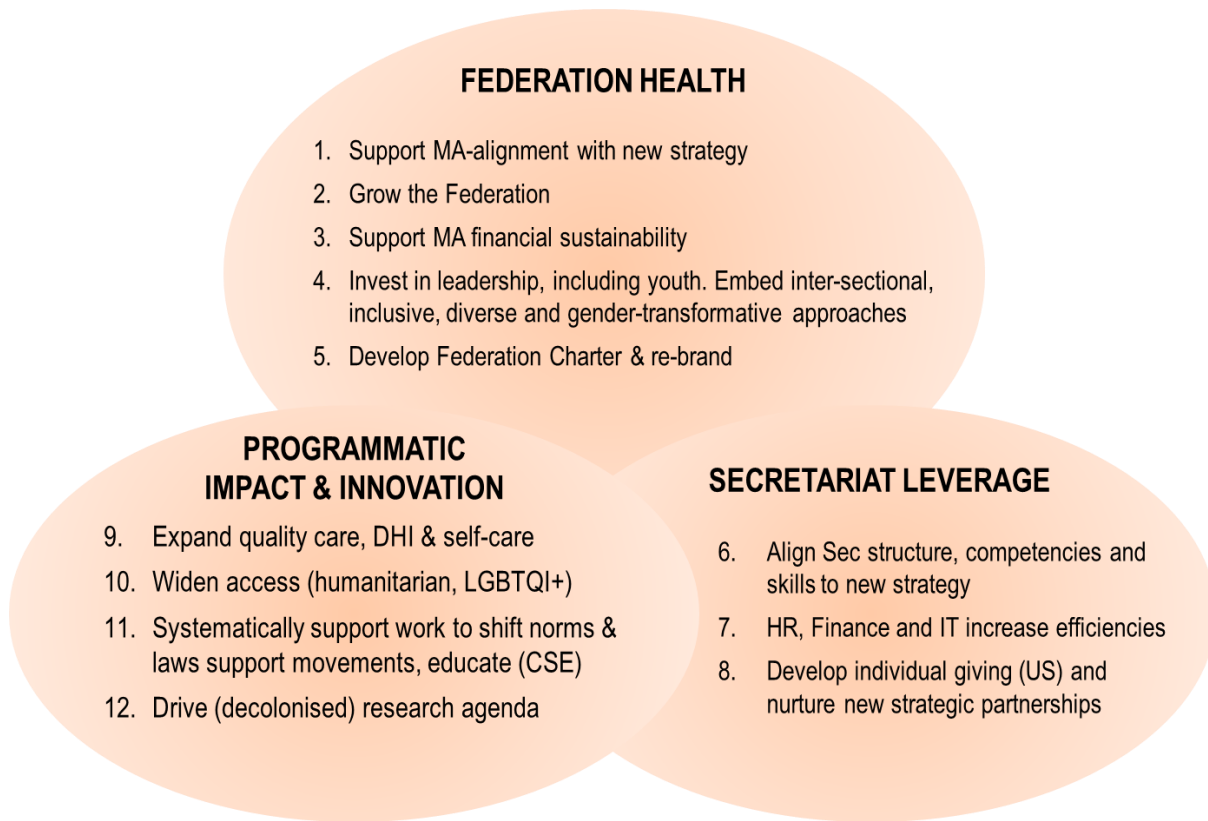 FEDERATION HEALTH
1. Support MA-alignment with new strategy
2. Grow the Federation
3. Support MA financial sustainability
4. Invest in leadership, including youth. Embed inter-sectional,
inclusive, diverse and gender-transformative approaches
5. Develop Federation Charter & re-brand
PROGRAMMATIC
IMPACT & INNOVATION
9. Expand quality care, DHI & self-care
10. Widen access (humanitarian, LGBTQI+)
11. Systematically support work to shift norms &
laws support movements, educate (CSE)
12. Drive (decolonised) research agenda
SECRETARIAT LEVERAGE
6. Align Sec structure, competencies and
skills to new strategy
7. HR, Finance and IT increase efficiencies
8. Develop individual giving (US) and
nurture new strategic partnerships